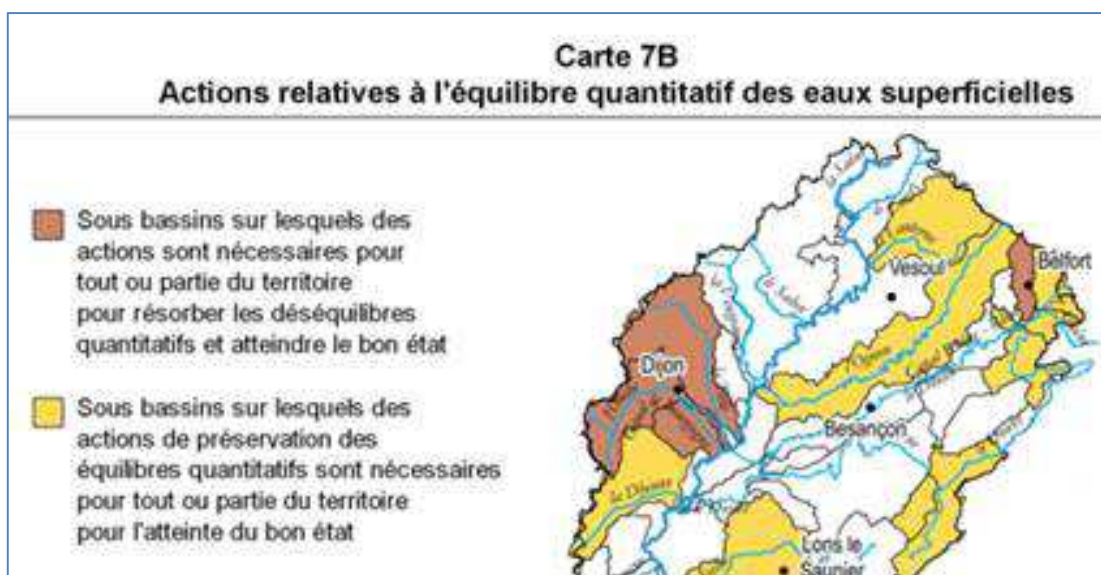 Carte 7B
Actions relatives à l'équilibre quantitatif des eaux superficielles
Sous bassins sur lesquels des
actions sont nécessaires pour
tout ou partie du territoire
pour résorber les déséquilibres
quantitatifs et atteindre le bon état
Sous bassins sur lesquels des
actions de préservation des
équilibres quantitatifs sont nécessaires
pour tout ou partie du territoire
pour l'atteinte du bon état
Vesoul
Belfort
Dijon
l'Ognon
Besançon
la Dheune
Lons le
Saunier